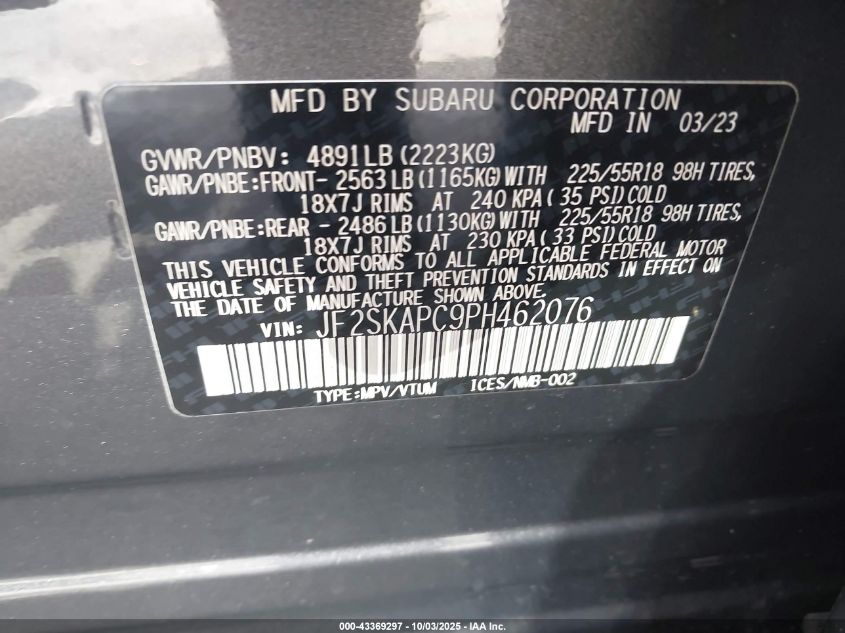 MFD BY SUBARU CORPORATION
MFD IN 03/23
GVWR/PNBV: 4891LB(2223KG)
GAWR/PNBE:FRONT- 2563LB(1165KG)WITH 225/55R18 98H TIRES,
18X7J RIMS AT 240 KPA( 35 PSI)COLD
GAWR/PNBE:REAR - 2486LB(1130KG)WITH 225/55R18 98H TIRES,
18X7J RIMS AT 230 KPA( 33 PSI)COLD
THIS VEHICLE CONFORMS TO ALL APPLICABLE FEDERAL MOTOR
VEHICLE SAFETY AND THEFT PREVENTION STANDARDS IN EFFECT ON
THE DATE OF MANUFACTURE SHOWN ABOVE.
VIN: JF2SKAPC9PH462076
TYPE:MPV/VTUM ICES/NMB-002
000-43369297 - 10/03/2025 - IAA Inc.